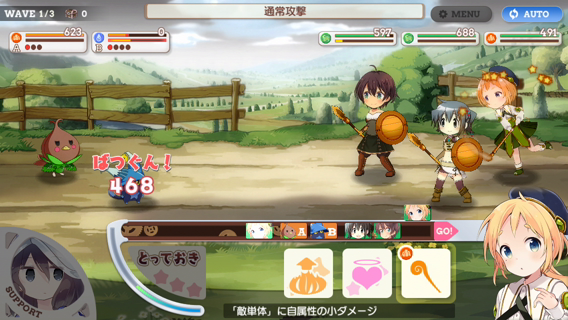 WAVE 1/3 0
通常攻撃
MENU
AUTO
623
0
A
B
597
688
491
ばつぐん!
468
A
B
GO!
とっておき
SUPPORT
「敵単体」に自属性の小ダメージ